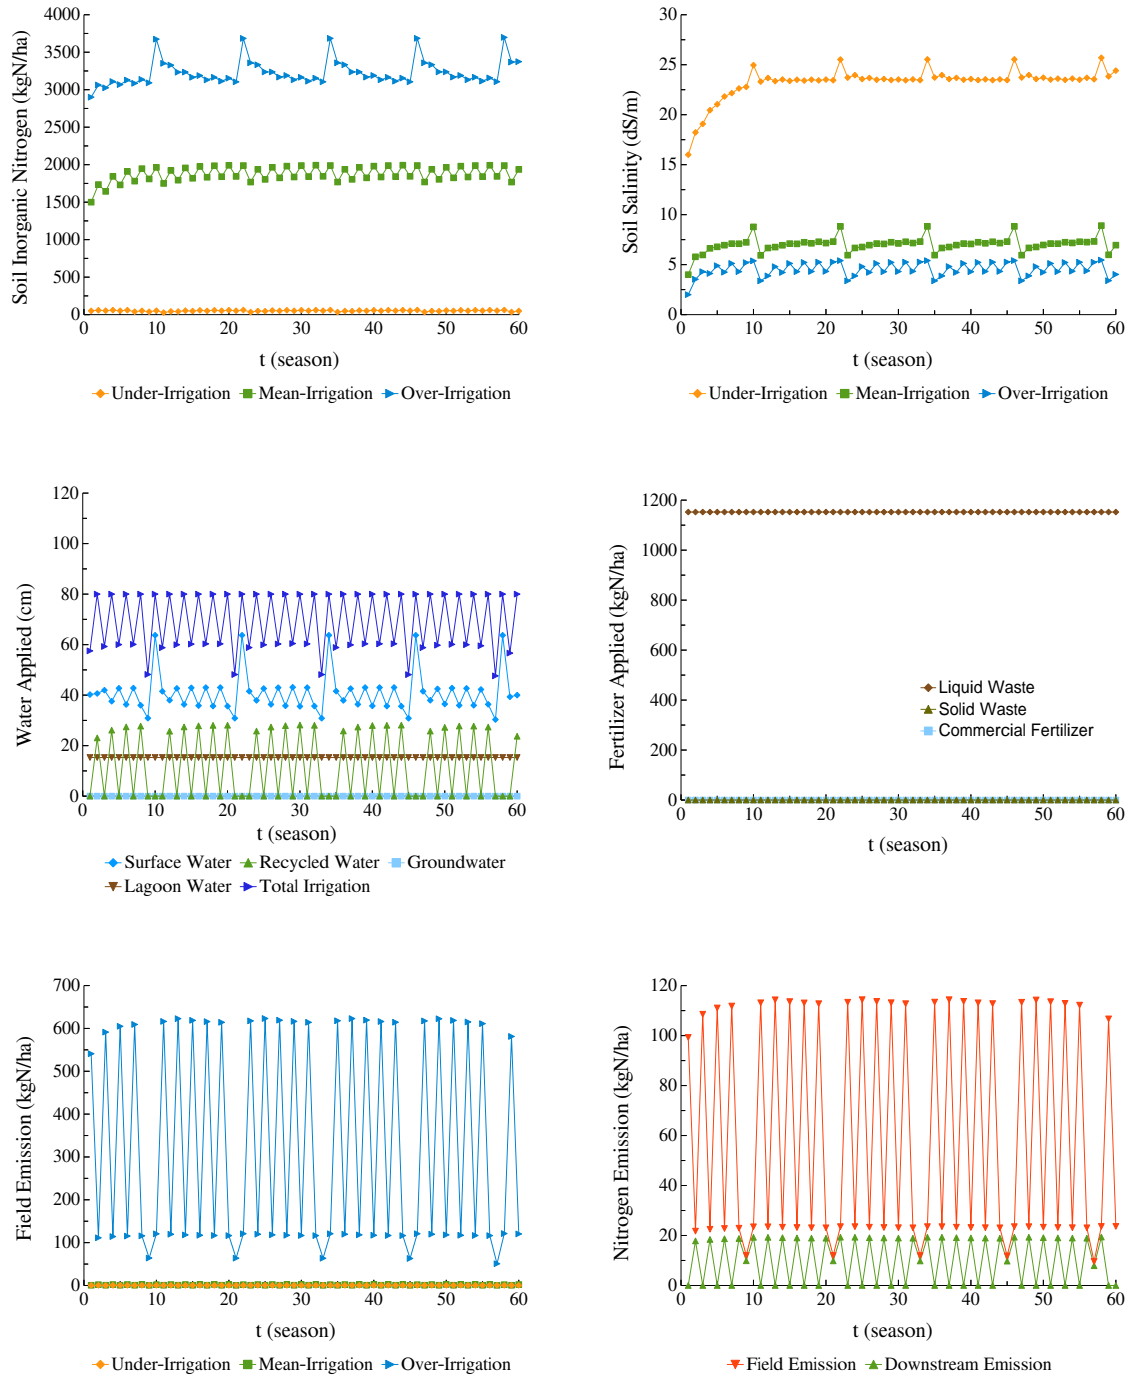 4000
3750
3000
2000
1500
1000
500
0
0 10 20 30 40 50 60
Soil Inorganic Nitrogen (kgN/ha)
t (season)
Under-Irrigation Mean-Irrigation Over-Irrigation
30
25
20
15
10
5
0
0 10 20 30 40 50 60
Soil Salinity (dS/m)
t (season)
Under-Irrigation Mean-Irrigation Over-Irrigation
120
100
80
60
40
20
0
0 10 20 30 40 50 60
Water Applied (cm)
t (season)
Surface Water Recycled Water Groundwater
Lagoon Water Total Irrigation
1200
1000
800
600
400
200
0
0 10 20 30 40 50 60
Fertilizer Applied (kgN/ha)
Liquid Waste
Solid Waste
Commercial Fertilizer
t (season)
700
600
500
400
300
200
100
0
0 10 20 30 40 50 60
Field Emission (kgN/ha)
t (season)
Under-Irrigation Mean-Irrigation Over-Irrigation
120
100
80
60
40
20
0
0 10 20 30 40 50 60
Nitrogen Emission (kgN/ha)
t (season)
Field Emission Downstream Emission